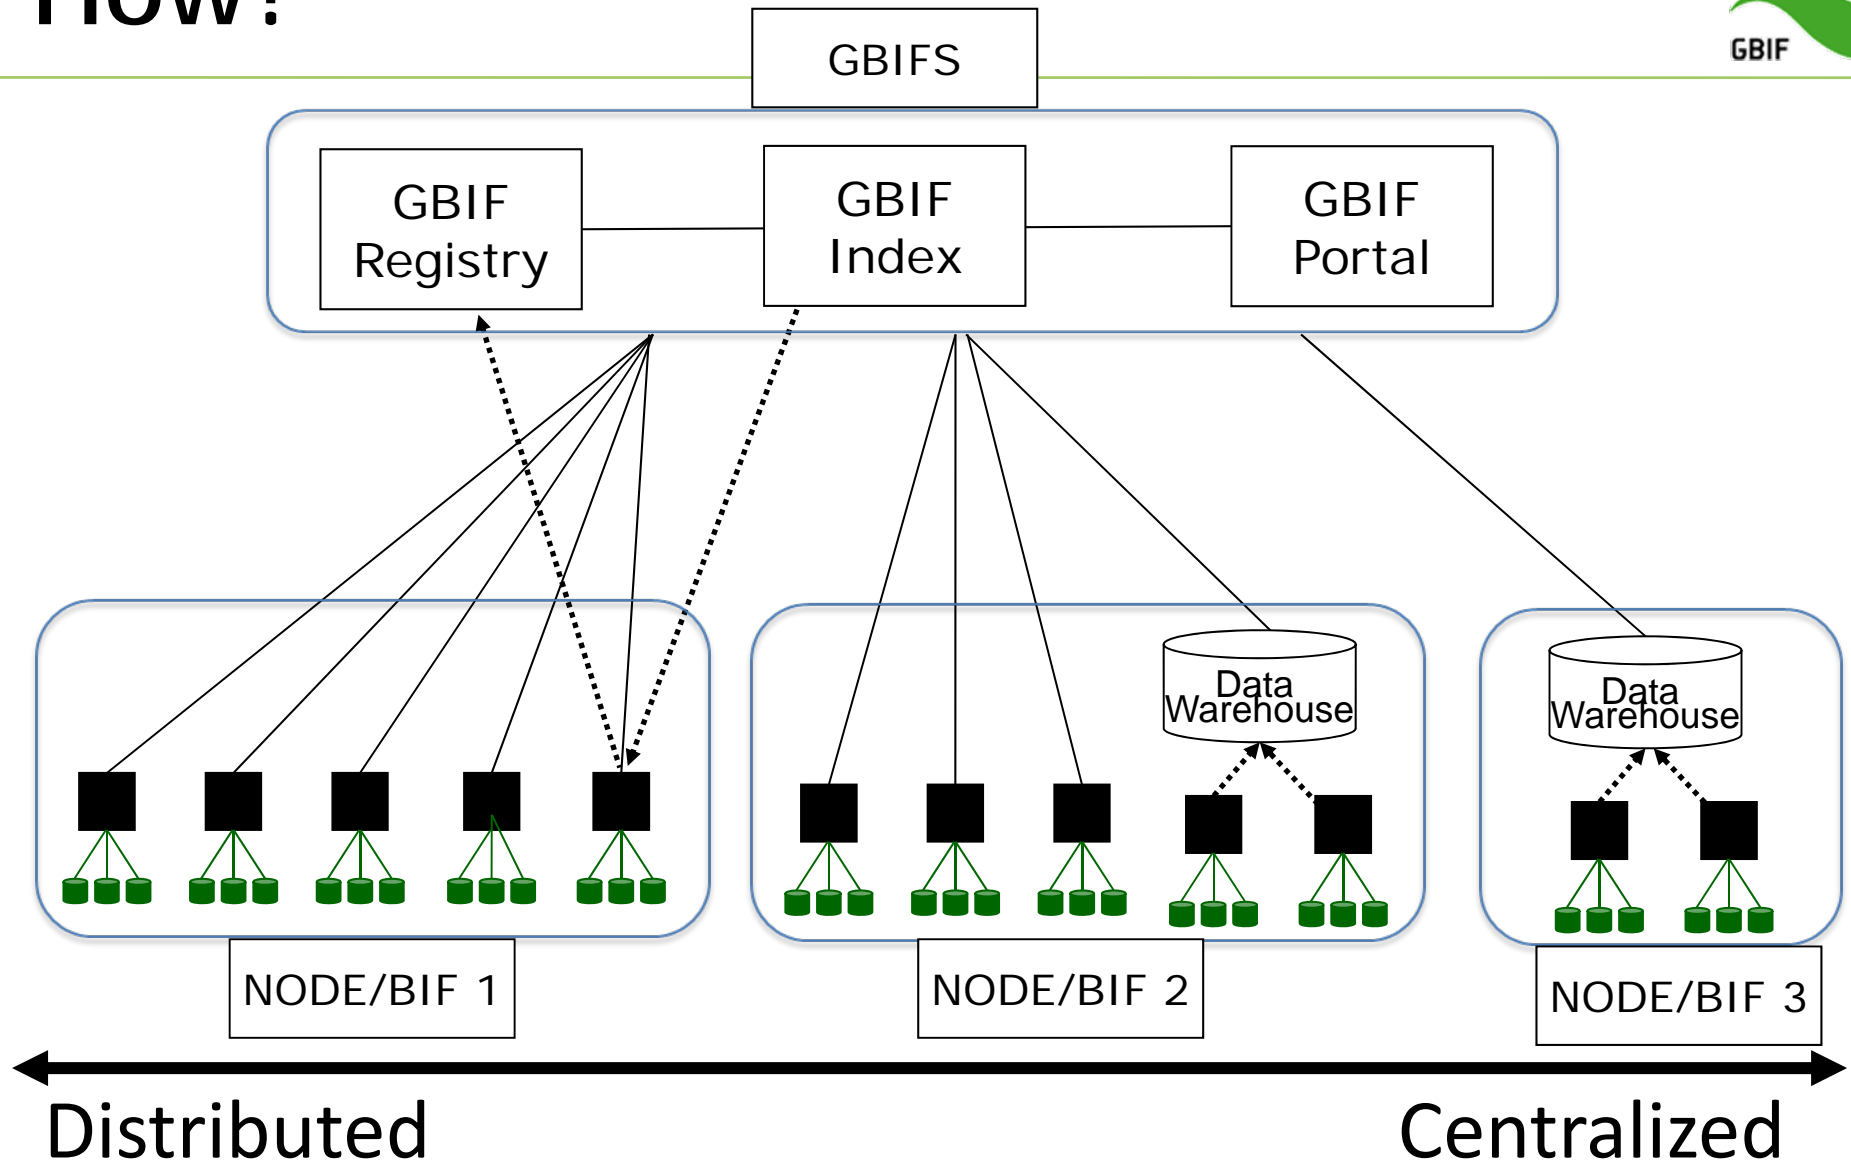 How?
GBIF
GBIFS
GBIF
Registry
GBIF
Index
GBIF
Portal
Data
Warehouse
Data
Warehouse
NODE/BIF 1
NODE/BIF 2
NODE/BIF 3
Distributed
Centralized